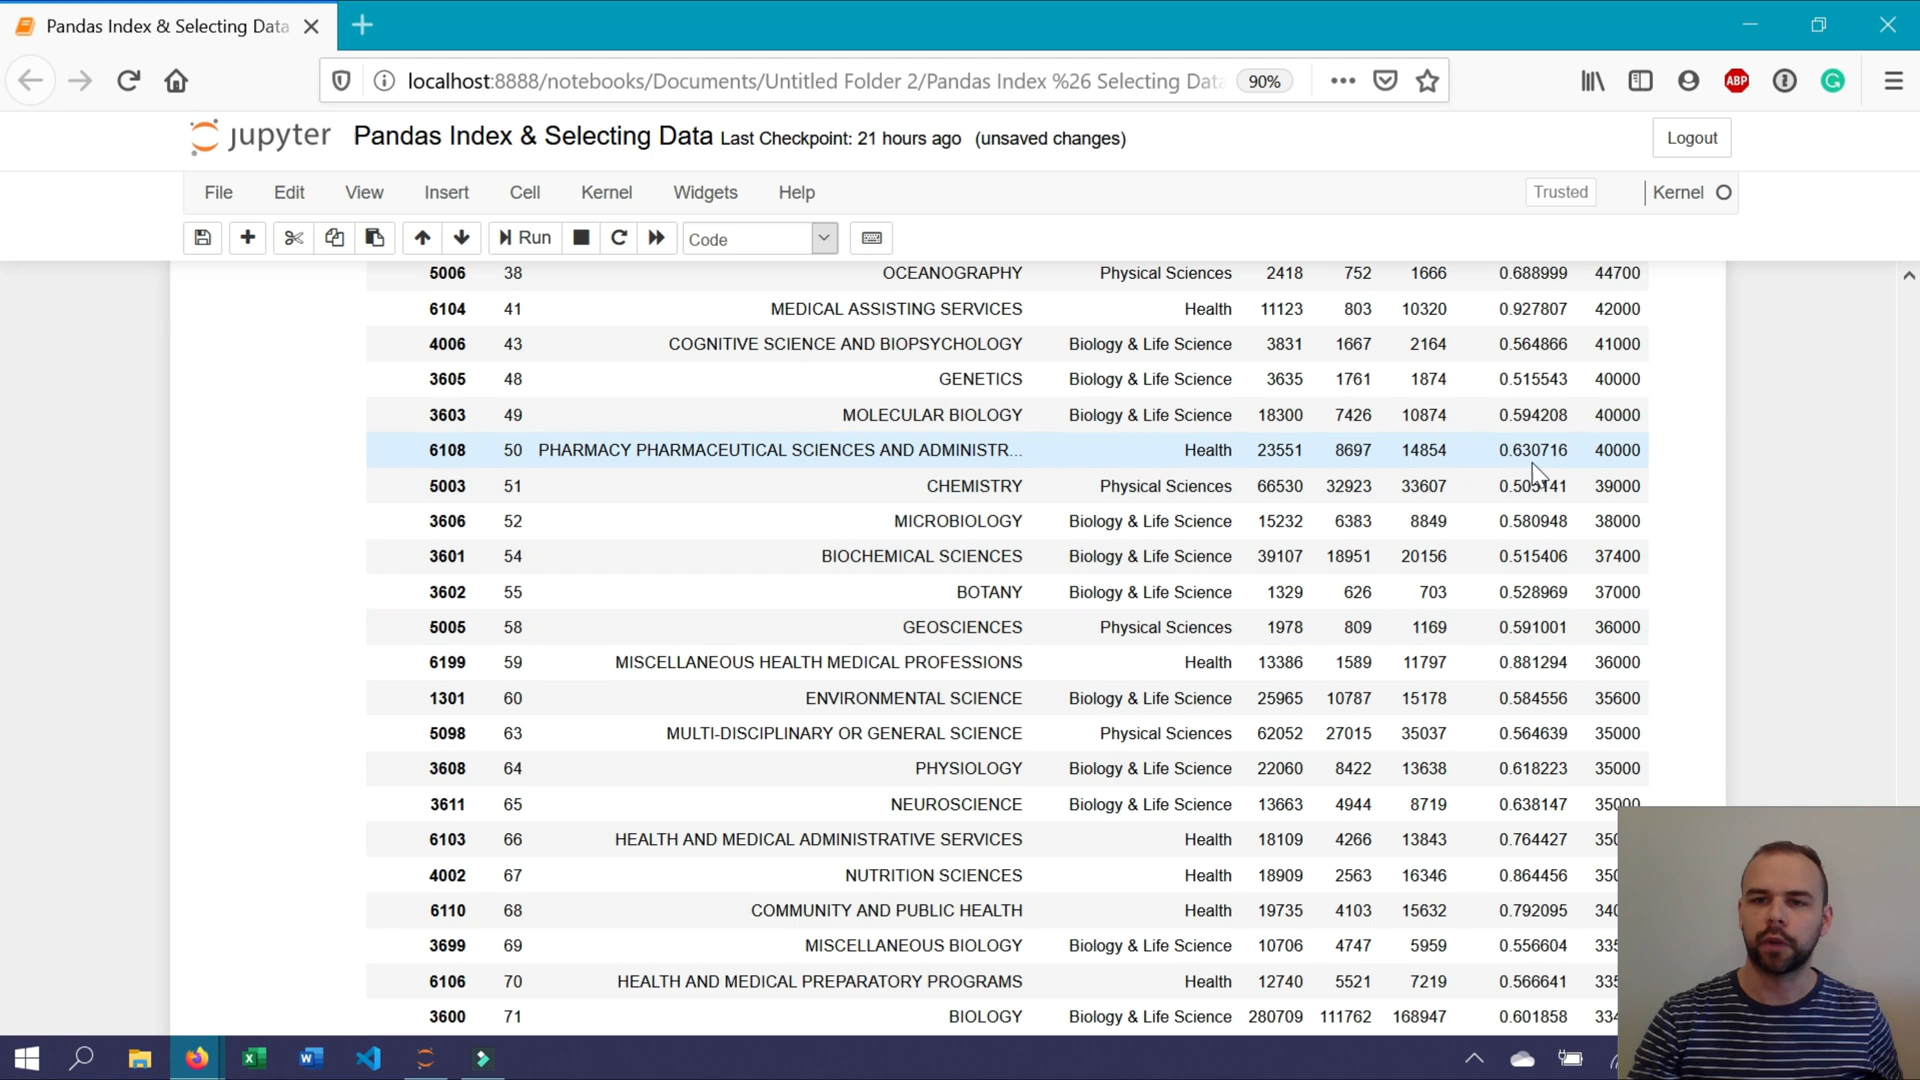 Pandas Index & Selecting Data
localhost:8888/notebooks/Documents/Untitled Folder 2/Pandas Index %26 Selecting Data 90%
ABP
jupyter Pandas Index & Selecting Data Last Checkpoint: 21 hours ago (unsaved changes) Logout
File Edit View Insert Cell Kernel Widgets Help Trusted Kernel
Run Code
5006 38 OCEANOGRAPHY Physical Sciences 2418 752 1666 0.688999 44700
6104 41 MEDICAL ASSISTING SERVICES Health 11123 803 10320 0.927807 42000
4006 43 COGNITIVE SCIENCE AND BIOPSYCHOLOGY Biology & Life Science 3831 1667 2164 0.564866 41000
3605 48 GENETICS Biology & Life Science 3635 1761 1874 0.515543 40000
3603 49 MOLECULAR BIOLOGY Biology & Life Science 18300 7426 10874 0.594208 40000
6108 50 PHARMACY PHARMACEUTICAL SCIENCES AND ADMINISTR... Health 23551 8697 14854 0.630716 40000
5003 51 CHEMISTRY Physical Sciences 66530 32923 33607 0.505141 39000
3606 52 MICROBIOLOGY Biology & Life Science 15232 6383 8849 0.580948 38000
3601 54 BIOCHEMICAL SCIENCES Biology & Life Science 39107 18951 20156 0.515406 37400
3602 55 BOTANY Biology & Life Science 1329 626 703 0.528969 37000
5005 58 GEOSCIENCES Physical Sciences 1978 809 1169 0.591001 36000
6199 59 MISCELLANEOUS HEALTH MEDICAL PROFESSIONS Health 13386 1589 11797 0.881294 36000
1301 60 ENVIRONMENTAL SCIENCE Biology & Life Science 25965 10787 15178 0.584556 35600
5098 63 MULTI-DISCIPLINARY OR GENERAL SCIENCE Physical Sciences 62052 27015 35037 0.564639 35000
3608 64 PHYSIOLOGY Biology & Life Science 22060 8422 13638 0.618223 35000
3611 65 NEUROSCIENCE Biology & Life Science 13663 4944 8719 0.638147 35000
6103 66 HEALTH AND MEDICAL ADMINISTRATIVE SERVICES Health 18109 4266 13843 0.764427
4002 67 NUTRITION SCIENCES Health 18909 2563 16346 0.864456
6110 68 COMMUNITY AND PUBLIC HEALTH Health 19735 4103 15632 0.792095
3699 69 MISCELLANEOUS BIOLOGY Biology & Life Science 10706 4747 5959 0.556604
6106 70 HEALTH AND MEDICAL PREPARATORY PROGRAMS Health 12740 5521 7219 0.566641
3600 71 BIOLOGY Biology & Life Science 280709 111762 168947 0.601858